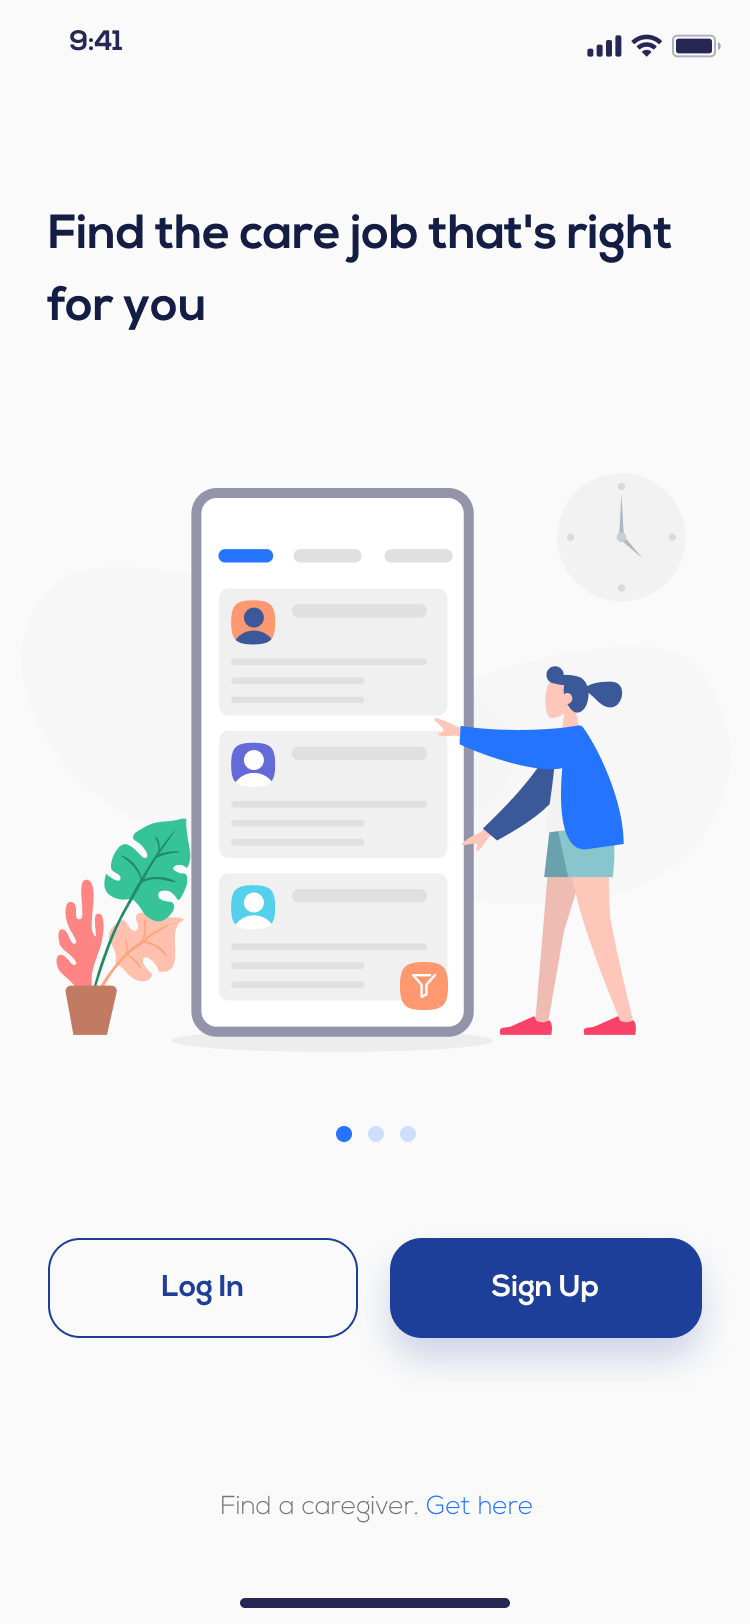 9:41
Find the care job that's right
for you
Log In
Sign Up
Find a caregiver. Get here